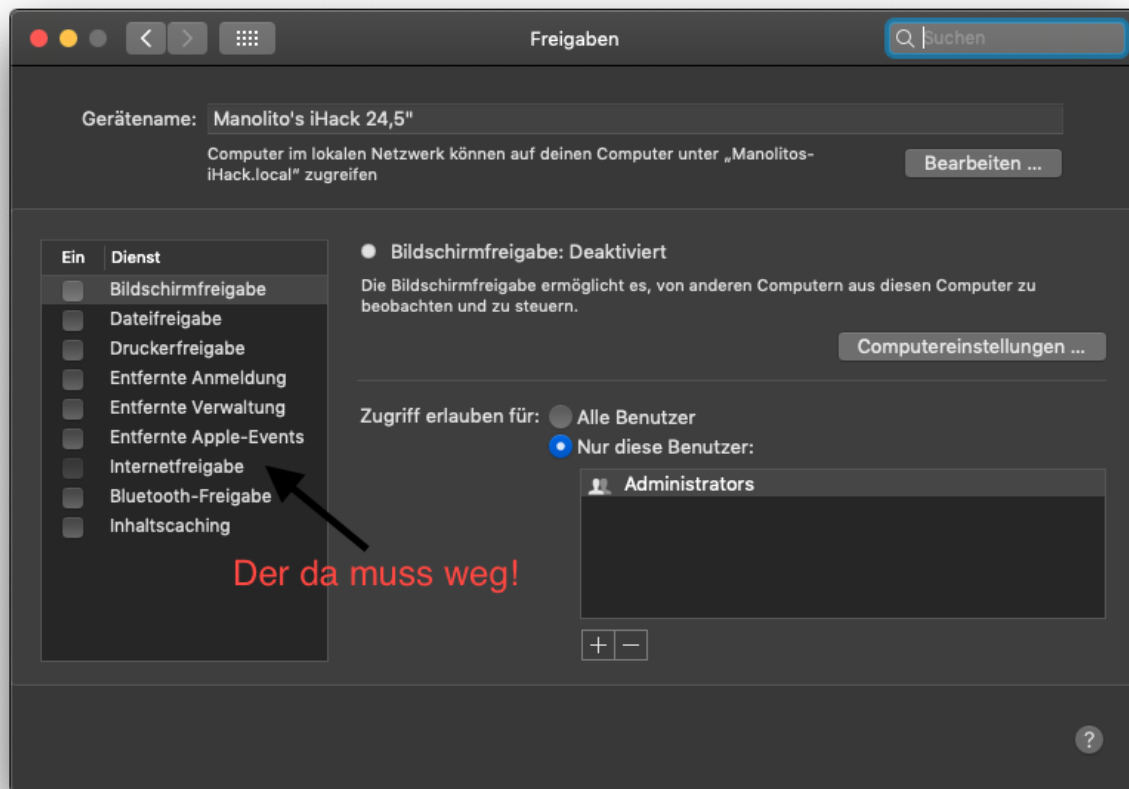 Freigaben
Suchen
Gerätename: Manolito's iHack 24,5"
Computer im lokalen Netzwerk können auf deinen Computer unter „Manolitos-
iHack.local“ zugreifen
Bearbeiten ...
Ein Dienst
Bildschirmfreigabe
Dateifreigabe
Druckerfreigabe
Entfernte Anmeldung
Entfernte Verwaltung
Entfernte Apple-Events
Internetfreigabe
Bluetooth-Freigabe
Inhaltscaching
Der da muss weg!
Bildschirmfreigabe: Deaktiviert
Die Bildschirmfreigabe ermöglicht es, von anderen Computern aus diesen Computer zu
beobachten und zu steuern.
Computereinstellungen ...
Zugriff erlauben für: Alle Benutzer
Nur diese Benutzer:
Administrators
+ −
?